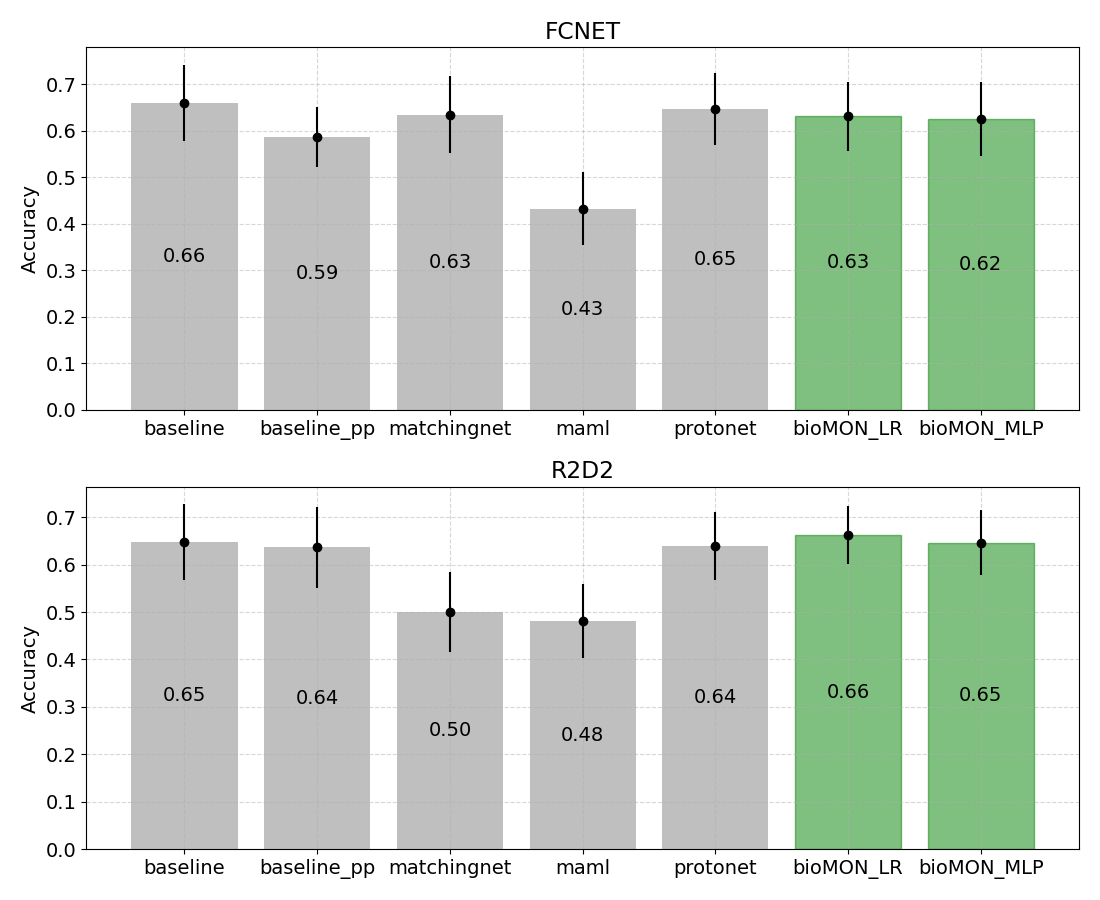 FCNET
Accuracy
0.7
0.6
0.5
0.4
0.3
0.2
0.1
0.0
0.66
0.59
0.63
0.43
0.65
0.63
0.62
baseline
baseline_pp
matchingnet
maml
protonet
bioMON_LR
bioMON_MLP
R2D2
Accuracy
0.7
0.6
0.5
0.4
0.3
0.2
0.1
0.0
0.65
0.64
0.50
0.48
0.64
0.66
0.65
baseline
baseline_pp
matchingnet
maml
protonet
bioMON_LR
bioMON_MLP